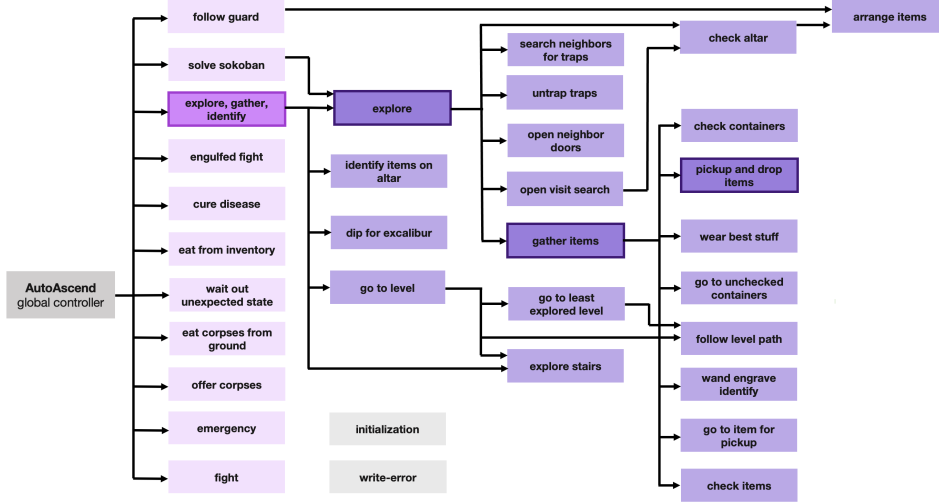 AutoAscend
global controller
follow guard
solve sokoban
explore, gather,
identify
engulfed fight
cure disease
eat from inventory
wait out
unexpected state
eat corpses from
ground
offer corpses
emergency
fight
explore
identify items on
altar
dip for excalibur
go to level
initialization
write-error
search neighbors
for traps
untrap traps
open neighbor
doors
open visit search
gather items
go to least
explored level
explore stairs
check altar
check containers
pickup and drop
items
wear best stuff
go to unchecked
containers
follow level path
wand engrave
identify
go to item for
pickup
check items
arrange items